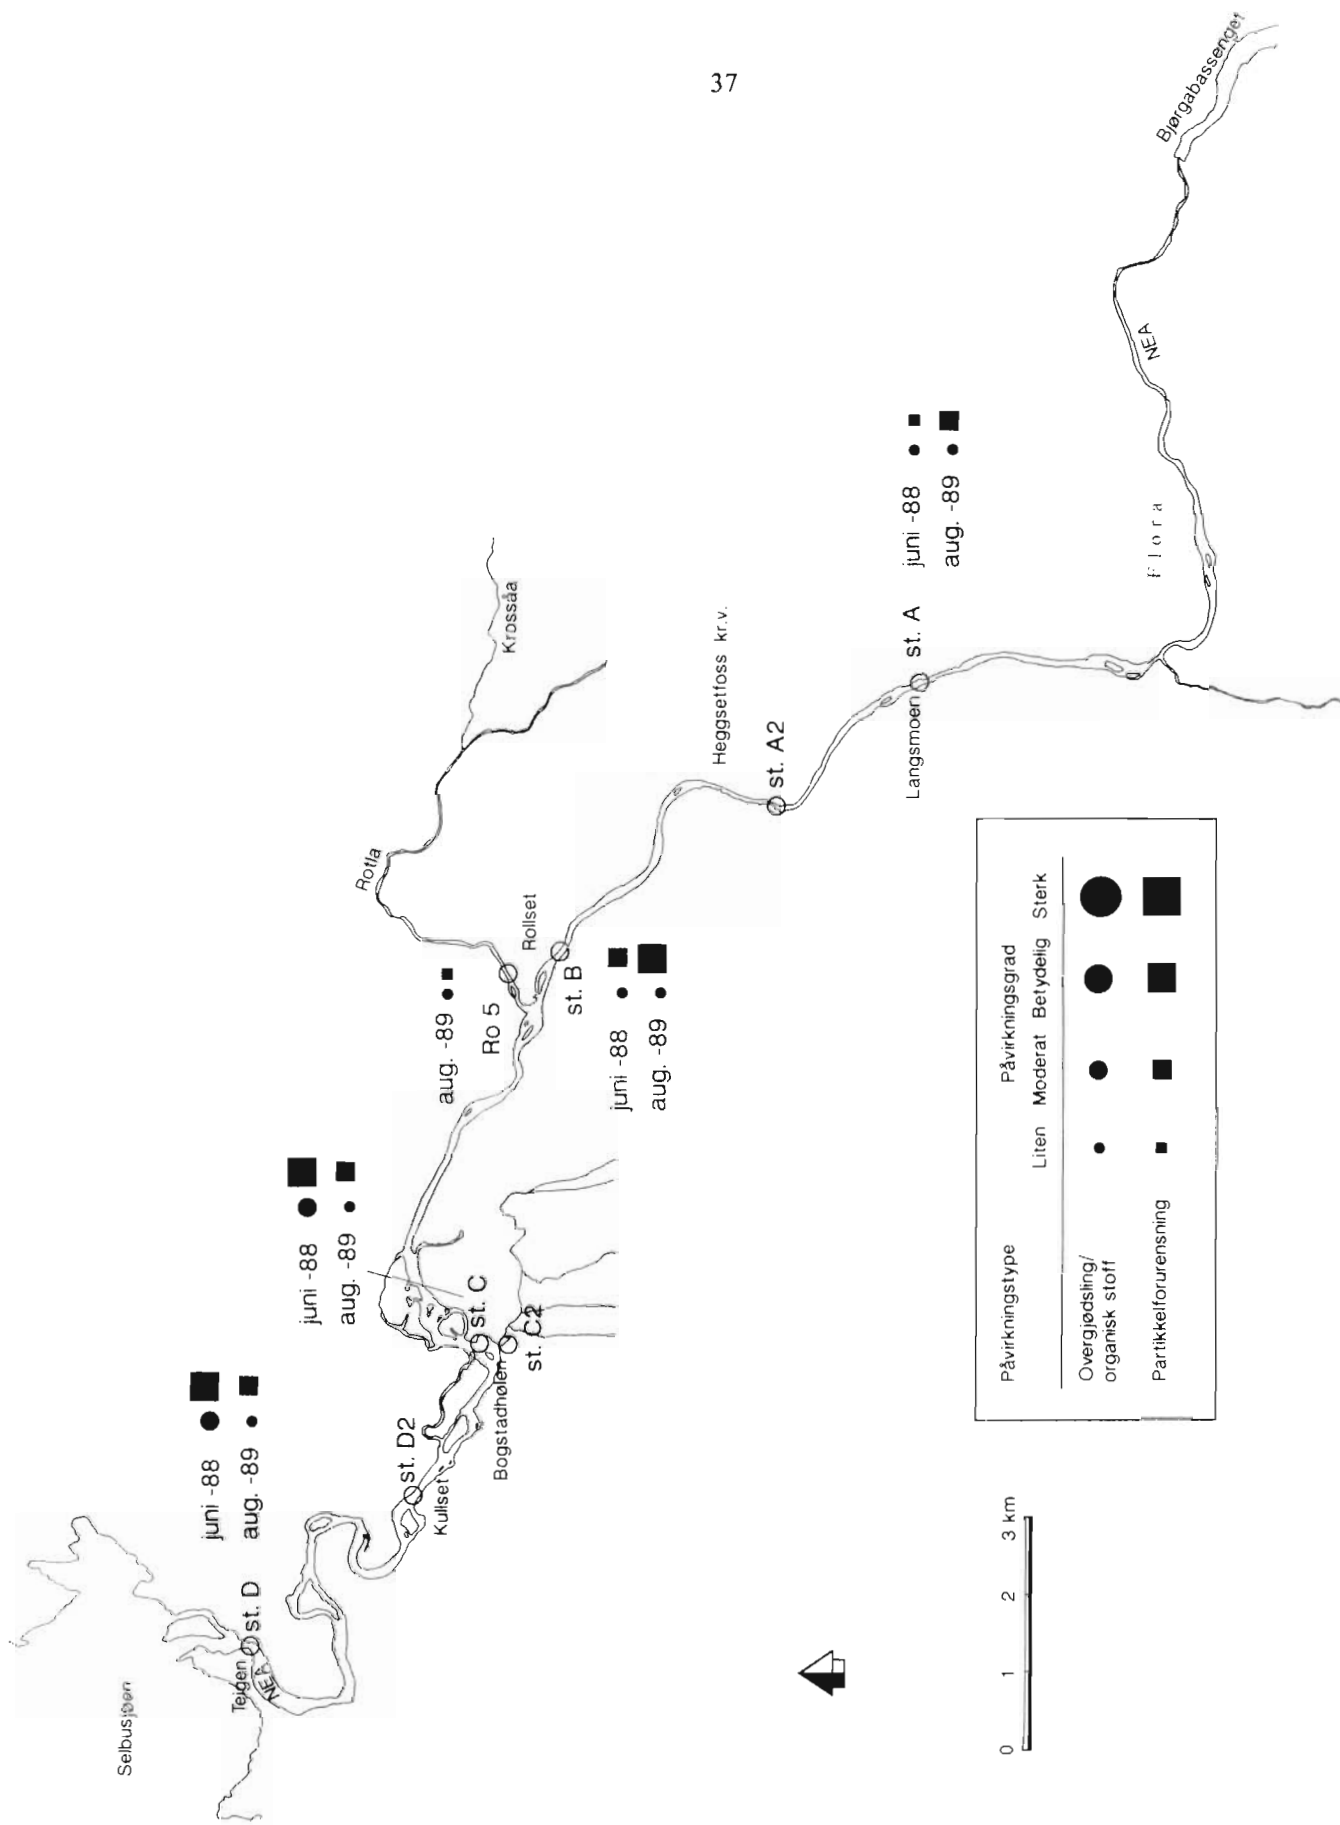 37
Selbusjøen
Teigen
NEA
st. D
juni -88
aug. -89
st. D2
Kullset
Bogstadhølen
st. C
st. C2
juni -88
aug. -89
aug. -89
Ro 5
Rotla
Krossåa
Rollset
st. B
juni -88
aug. -89
Heggsetfoss kr.v.
st. A2
Langsmoen
st. A
juni -88
aug. -89
Flora
NEA
Bjørgabassenget
0 1 2 3 km
Påvirkningstype Påvirkningsgrad
Liten Moderat Betydelig Sterk
Overgjødsling/
organisk stoff
Partikkelforurensning